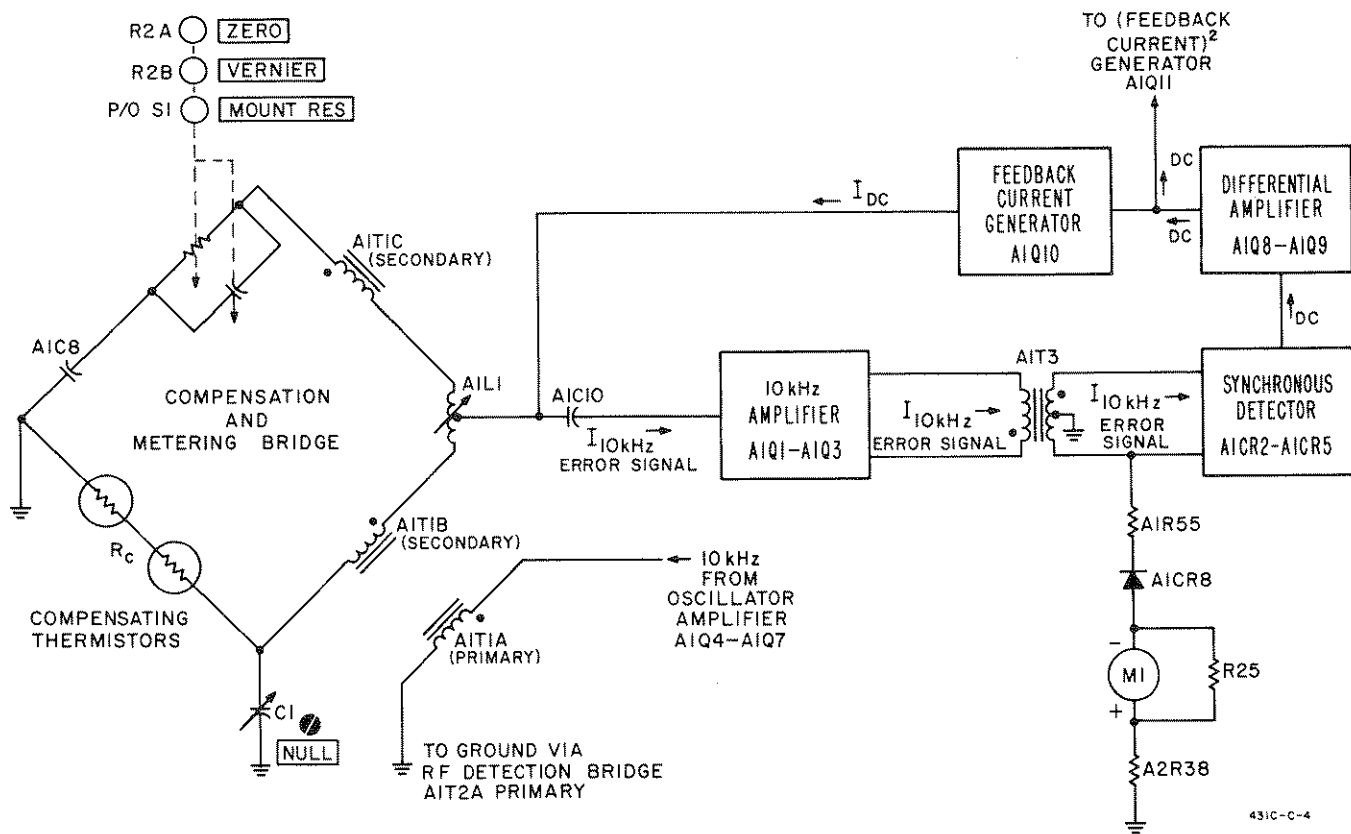 R2A ZERO
R2B VERNIER
P/O S1 MOUNT RES
TO (FEEDBACK
CURRENT)²
GENERATOR
A1Q11
A1T1C
(SECONDARY)
I DC
FEEDBACK
CURRENT
GENERATOR
A1Q10
DC
DC
DIFFERENTIAL
AMPLIFIER
A1Q8-A1Q9
DC
A1C8
COMPENSATION
AND
METERING BRIDGE
A1L1
A1C10
I 10kHz
ERROR SIGNAL
10kHz
AMPLIFIER
A1Q1-A1Q3
I 10kHz
ERROR SIGNAL
A1T3
I 10kHz
ERROR
SIGNAL
SYNCHRONOUS
DETECTOR
A1CR2-A1CR5
Rc
COMPENSATING
THERMISTORS
A1T1B
(SECONDARY)
10kHz
FROM
OSCILLATOR
AMPLIFIER
A1Q4-A1Q7
A1T1A
(PRIMARY)
A1R55
A1CR8
-
M1
+
R25
A2R38
C1
NULL
TO GROUND VIA
RF DETECTION BRIDGE
A1T2A PRIMARY
431C-C-4